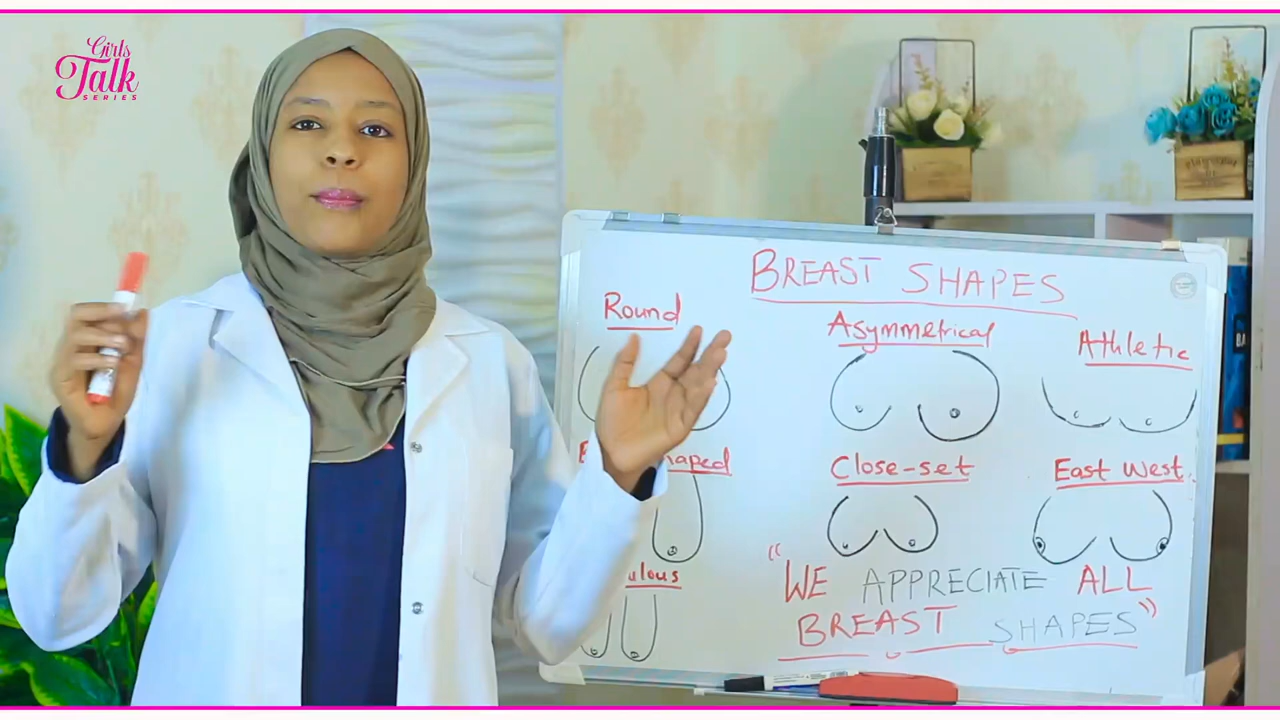 Girls
Talk
SERIES
BREAST SHAPES
Round
Asymmetrical
Athletic
Close-set
East West
"WE APPRECIATE ALL
BREAST SHAPES"